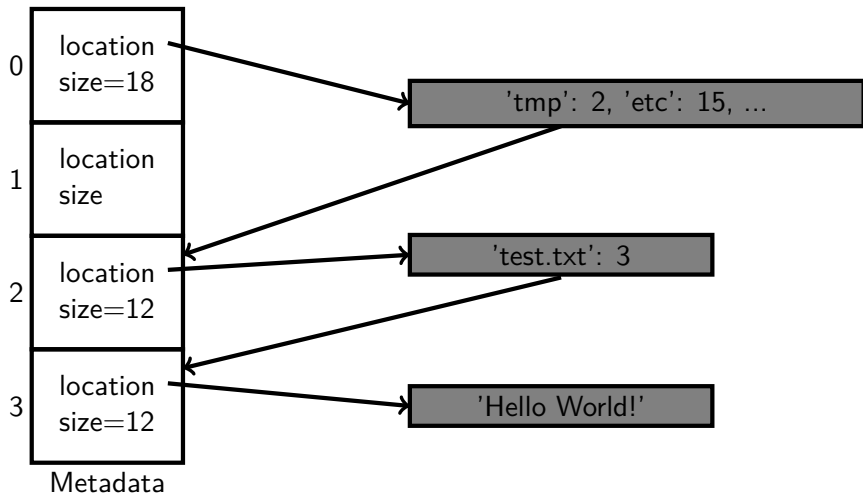 0
location
size=18
'tmp': 2, 'etc': 15, ...
1
location
size
2
location
size=12
'test.txt': 3
3
location
size=12
'Hello World!'
Metadata